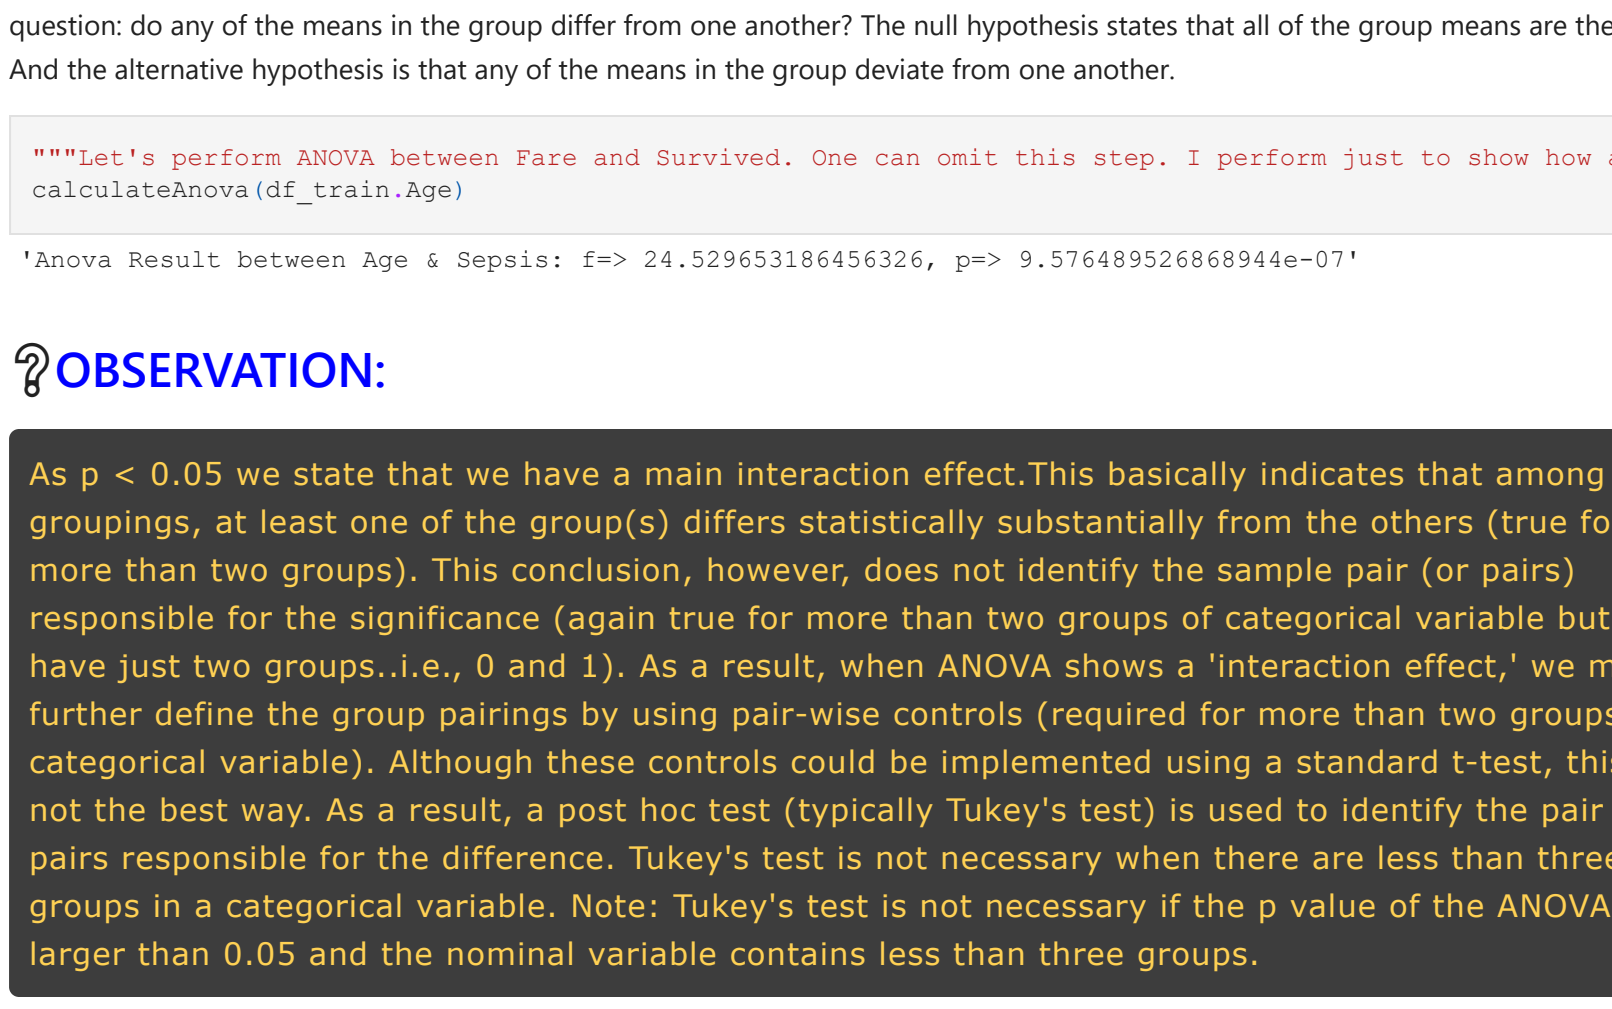 question: do any of the means in the group differ from one another? The null hypothesis states that all of the group means are the
And the alternative hypothesis is that any of the means in the group deviate from one another.
"""Let's perform ANOVA between Fare and Survived. One can omit this step. I perform just to show how
calculateAnova(df_train.Age)
'Anova Result between Age & Sepsis: f=> 24.529653186456326, p=> 9.576489526868944e-07'
❔OBSERVATION:
As p < 0.05 we state that we have a main interaction effect.This basically indicates that among
groupings, at least one of the group(s) differs statistically substantially from the others (true fo
more than two groups). This conclusion, however, does not identify the sample pair (or pairs)
responsible for the significance (again true for more than two groups of categorical variable but
have just two groups..i.e., 0 and 1). As a result, when ANOVA shows a 'interaction effect,' we m
further define the group pairings by using pair-wise controls (required for more than two groups
categorical variable). Although these controls could be implemented using a standard t-test, this
not the best way. As a result, a post hoc test (typically Tukey's test) is used to identify the pair
pairs responsible for the difference. Tukey's test is not necessary when there are less than three
groups in a categorical variable. Note: Tukey's test is not necessary if the p value of the ANOVA
larger than 0.05 and the nominal variable contains less than three groups.